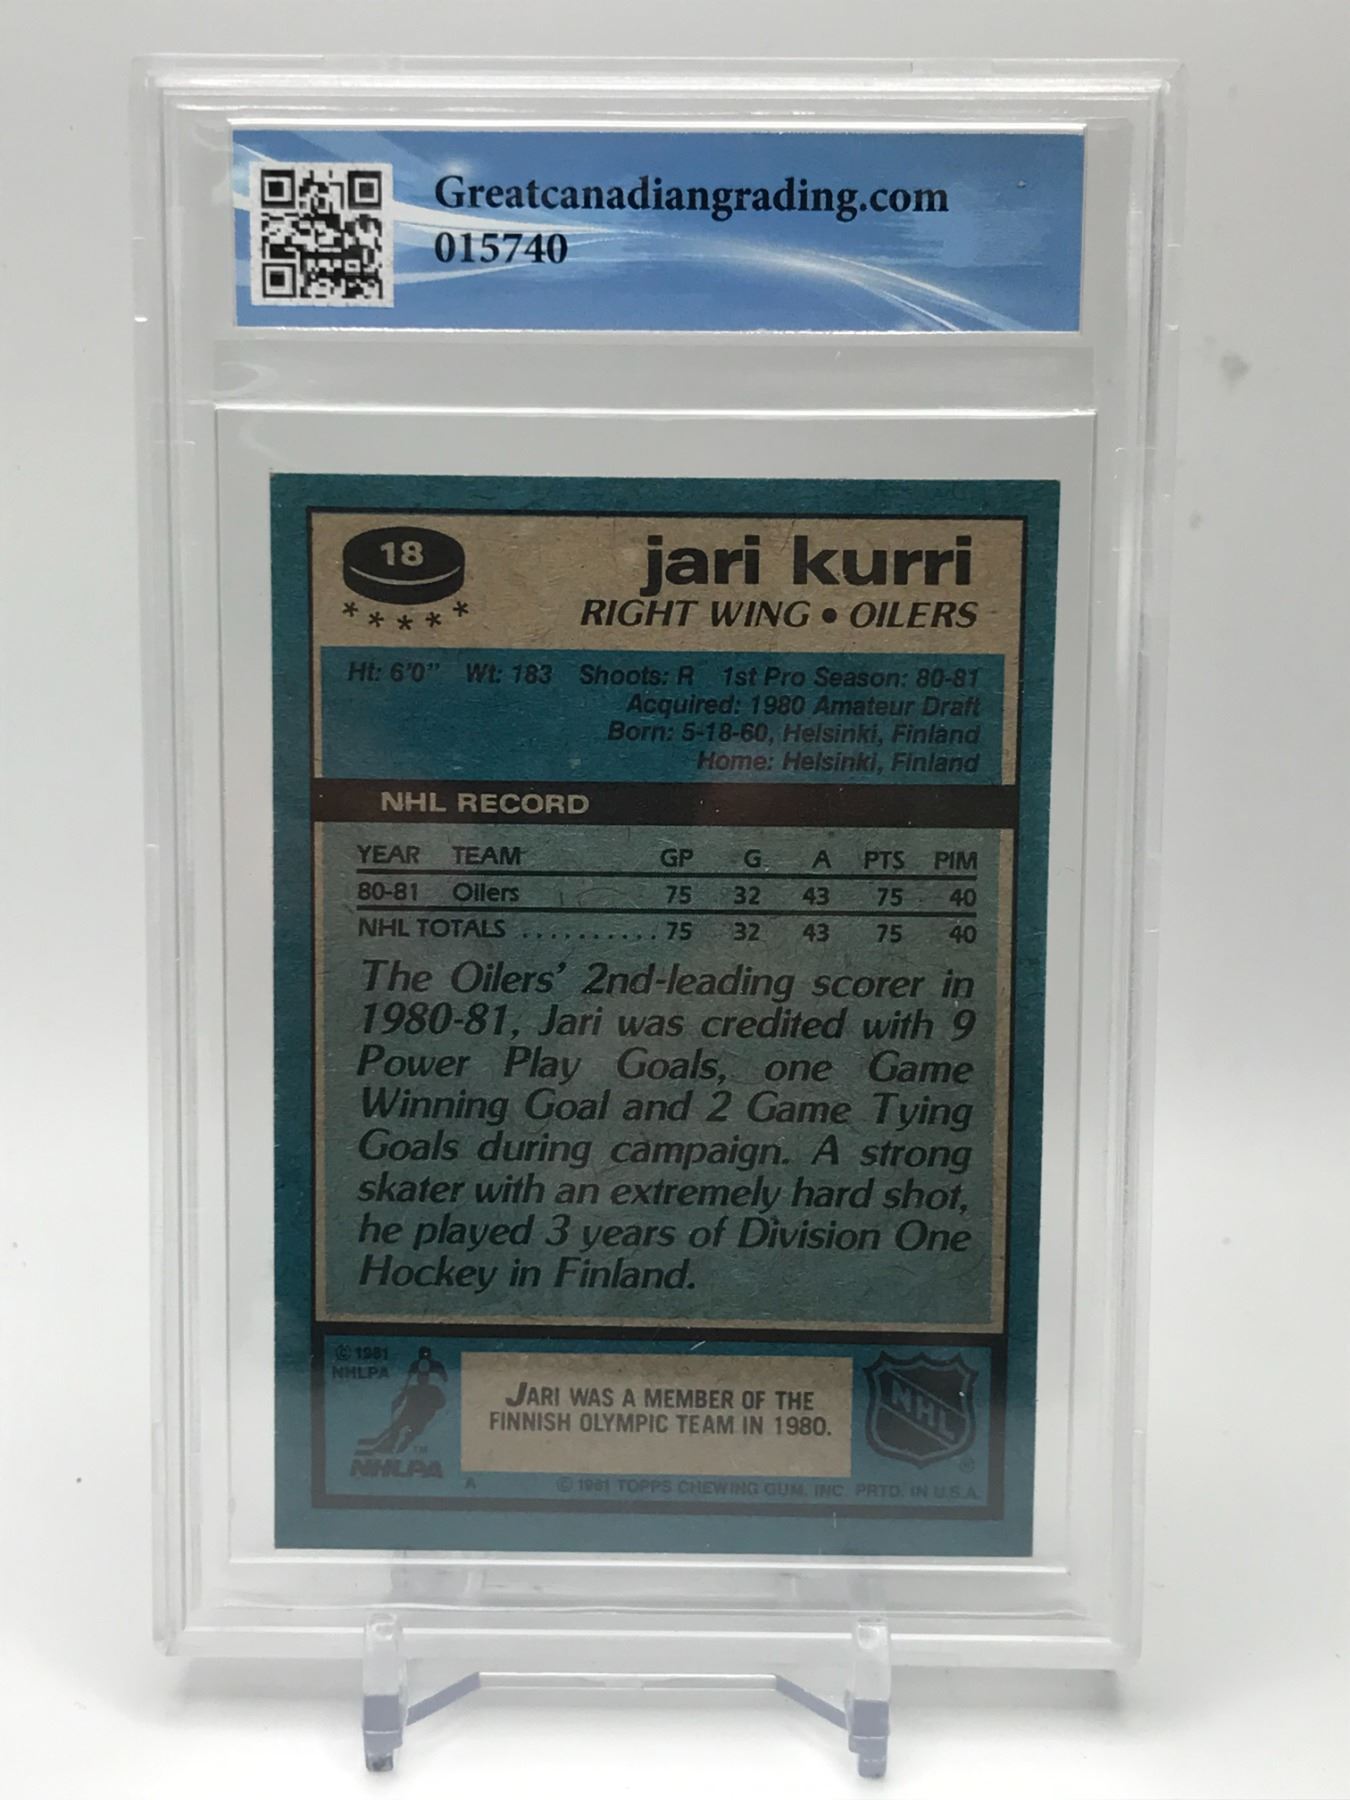 Greatcanadiangrading.com
015740
18
jari kurri
RIGHT WING • OILERS
* * * * *
Ht: 6'0" Wt: 183 Shoots: R 1st Pro Season: 80-81
Acquired: 1980 Amateur Draft
Born: 5-18-60, Helsinki, Finland
Home: Helsinki, Finland
NHL RECORD
YEAR TEAM GP G A PTS PIM
80-81 Oilers 75 32 43 75 40
NHL TOTALS .......... 75 32 43 75 40
The Oilers' 2nd-leading scorer in
1980-81, Jari was credited with 9
Power Play Goals, one Game
Winning Goal and 2 Game Tying
Goals during campaign. A strong
skater with an extremely hard shot,
he played 3 years of Division One
Hockey in Finland.
© 1981
NHLPA
JARI WAS A MEMBER OF THE
FINNISH OLYMPIC TEAM IN 1980.
NHL
®
TM
NHLPA
A © 1981 TOPPS CHEWING GUM, INC. PRTD. IN U.S.A.